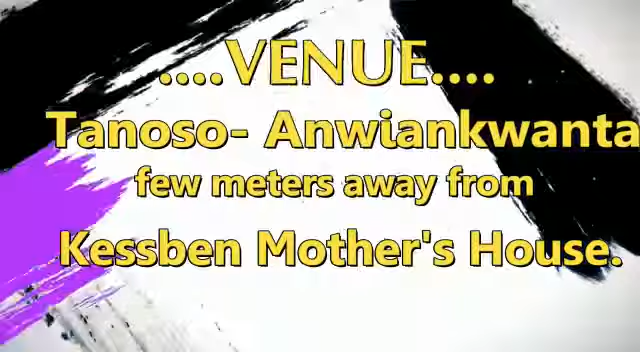 ....VENUE....
Tanoso- Anwiankwanta
few meters away from
Kessben Mother's House.